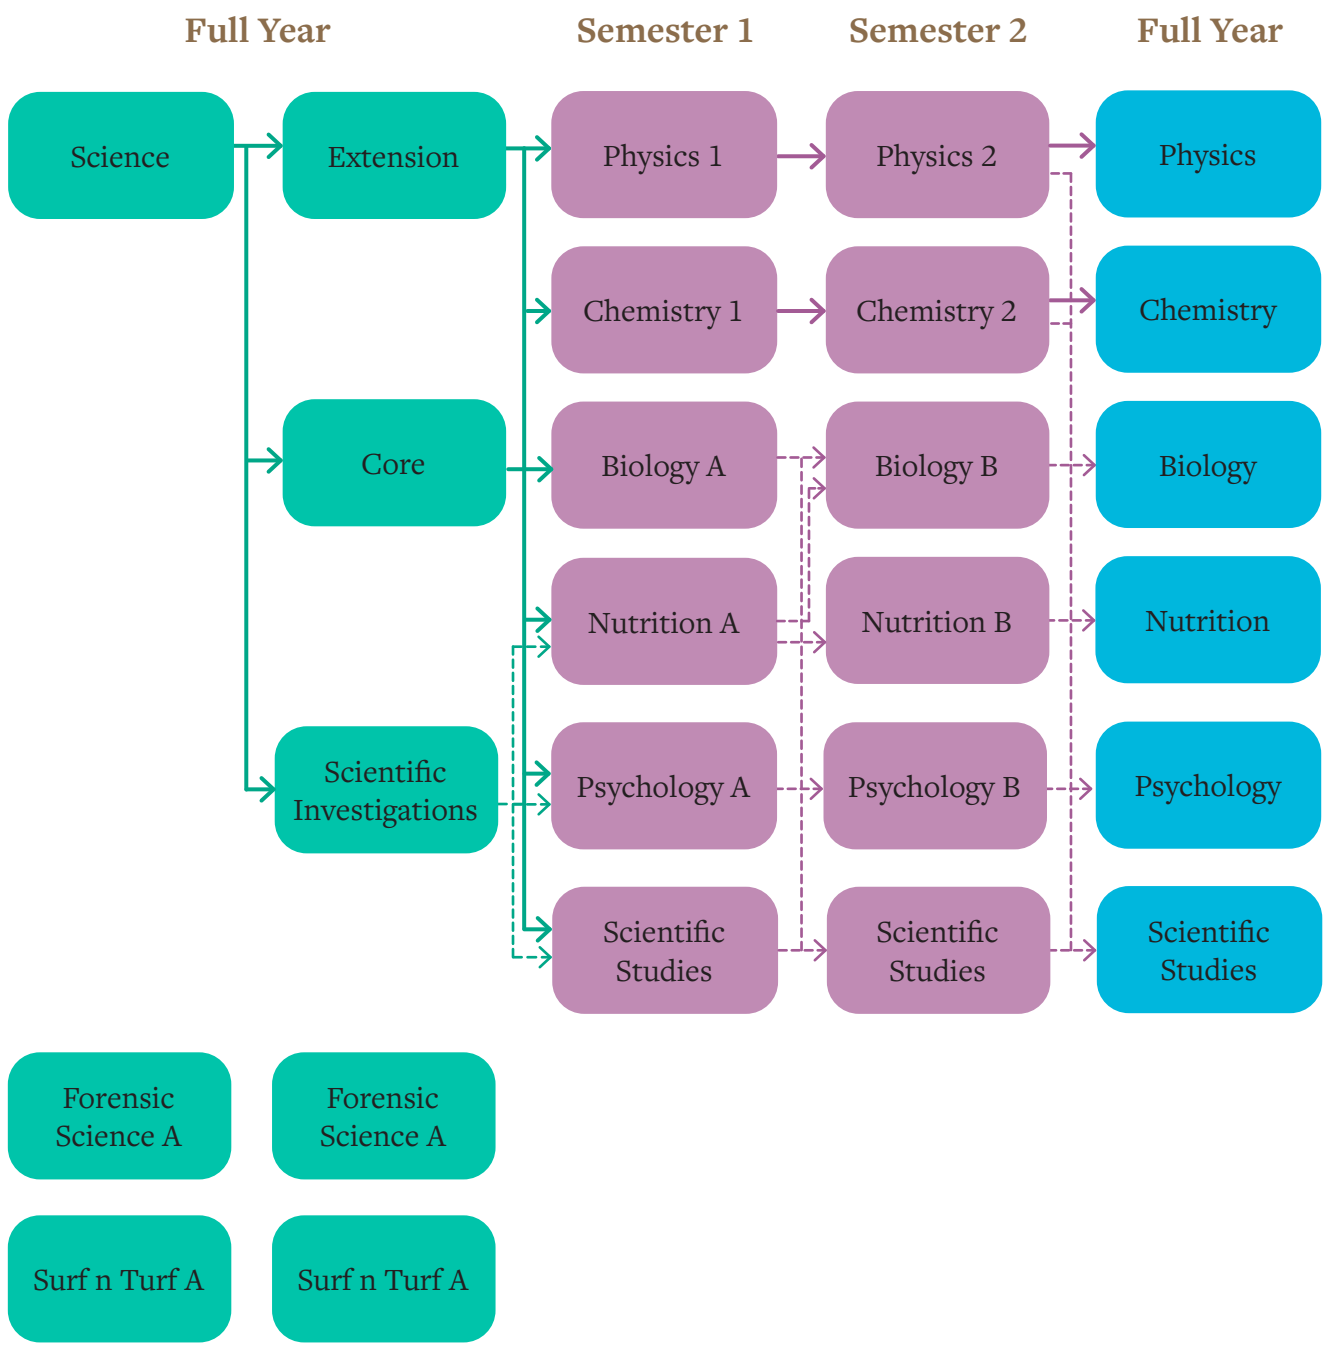 Full Year
Semester 1
Semester 2
Full Year
Science
Extension
Physics 1
Physics 2
Physics
Chemistry 1
Chemistry 2
Chemistry
Core
Biology A
Biology B
Biology
Nutrition A
Nutrition B
Nutrition
Scientific
Investigations
Psychology A
Psychology B
Psychology
Scientific
Studies
Scientific
Studies
Scientific
Studies
Forensic
Science A
Forensic
Science A
Surf n Turf A
Surf n Turf A